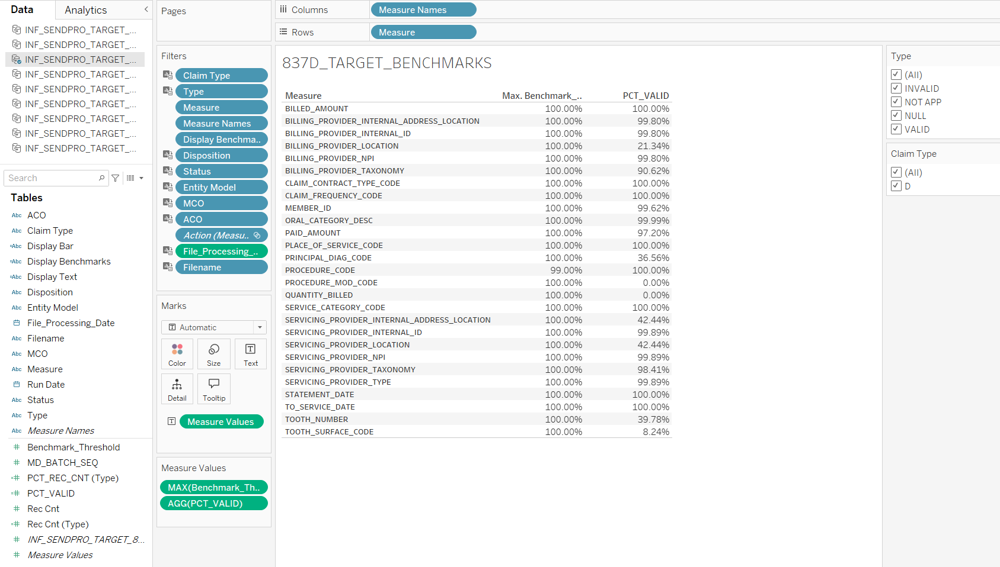 Data
Analytics
INF_SENDPRO_TARGET_...
INF_SENDPRO_TARGET_...
INF_SENDPRO_TARGET_...
INF_SENDPRO_TARGET_...
INF_SENDPRO_TARGET_...
INF_SENDPRO_TARGET_...
INF_SENDPRO_TARGET_...
INF_SENDPRO_TARGET_...
INF_SENDPRO_TARGET_...
Search
Tables
Abc ACO
Abc Claim Type
=Abc Display Bar
=Abc Display Benchmarks
=Abc Display Text
Abc Disposition
Abc Entity Model
File_Processing_Date
Abc Filename
Abc MCO
Abc Measure
Run Date
Abc Status
Abc Type
Abc Measure Names
# Benchmark_Threshold
# MD_BATCH_SEQ
=# PCT_REC_CNT (Type)
=# PCT_VALID
# Rec Cnt
=# Rec Cnt (Type)
# INF_SENDPRO_TARGET_8...
# Measure Values
Pages
Filters
Claim Type
Type
Measure
Measure Names
Display Benchma..
Disposition
Status
Entity Model
MCO
ACO
Action (Measu..
File_Processing_..
Filename
Marks
T Automatic
Color
Size
T Text
Detail
Tooltip
T Measure Values
Measure Values
MAX(Benchmark_Th..
AGG(PCT_VALID)
Columns Measure Names
Rows Measure
837D_TARGET_BENCHMARKS
Measure Max. Benchmark_.. PCT_VALID
BILLED_AMOUNT 100.00% 100.00%
BILLING_PROVIDER_INTERNAL_ADDRESS_LOCATION 100.00% 99.80%
BILLING_PROVIDER_INTERNAL_ID 100.00% 99.80%
BILLING_PROVIDER_LOCATION 100.00% 21.34%
BILLING_PROVIDER_NPI 100.00% 99.80%
BILLING_PROVIDER_TAXONOMY 100.00% 90.62%
CLAIM_CONTRACT_TYPE_CODE 100.00% 100.00%
CLAIM_FREQUENCY_CODE 100.00% 100.00%
MEMBER_ID 100.00% 99.62%
ORAL_CATEGORY_DESC 100.00% 99.99%
PAID_AMOUNT 100.00% 97.20%
PLACE_OF_SERVICE_CODE 100.00% 100.00%
PRINCIPAL_DIAG_CODE 100.00% 36.56%
PROCEDURE_CODE 99.00% 100.00%
PROCEDURE_MOD_CODE 100.00% 0.00%
QUANTITY_BILLED 100.00% 0.00%
SERVICE_CATEGORY_CODE 100.00% 100.00%
SERVICING_PROVIDER_INTERNAL_ADDRESS_LOCATION 100.00% 42.44%
SERVICING_PROVIDER_INTERNAL_ID 100.00% 99.89%
SERVICING_PROVIDER_LOCATION 100.00% 42.44%
SERVICING_PROVIDER_NPI 100.00% 99.89%
SERVICING_PROVIDER_TAXONOMY 100.00% 98.41%
SERVICING_PROVIDER_TYPE 100.00% 99.89%
STATEMENT_DATE 100.00% 100.00%
TO_SERVICE_DATE 100.00% 100.00%
TOOTH_NUMBER 100.00% 39.78%
TOOTH_SURFACE_CODE 100.00% 8.24%
Type
(All)
INVALID
NOT APP
NULL
VALID
Claim Type
(All)
D